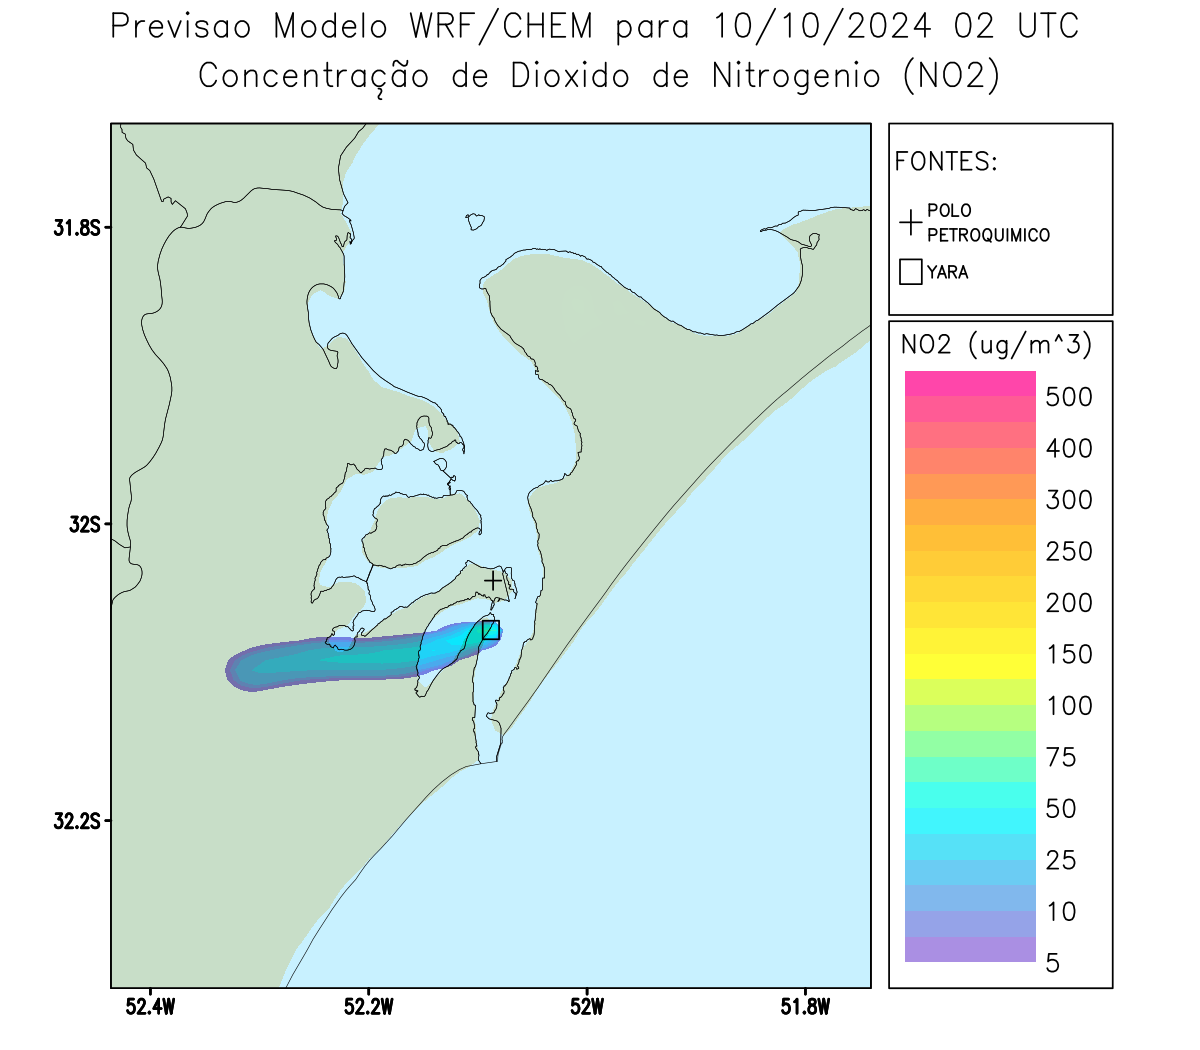 Previsao Modelo WRF/CHEM para 10/10/2024 02 UTC
Concentração de Dioxido de Nitrogenio (NO2)
FONTES:
POLO
PETROQUIMICO
YARA
NO2 (ug/m^3)
500
400
300
250
200
150
100
75
50
25
10
5
31.8S
32S
32.2S
52.4W
52.2W
52W
51.8W